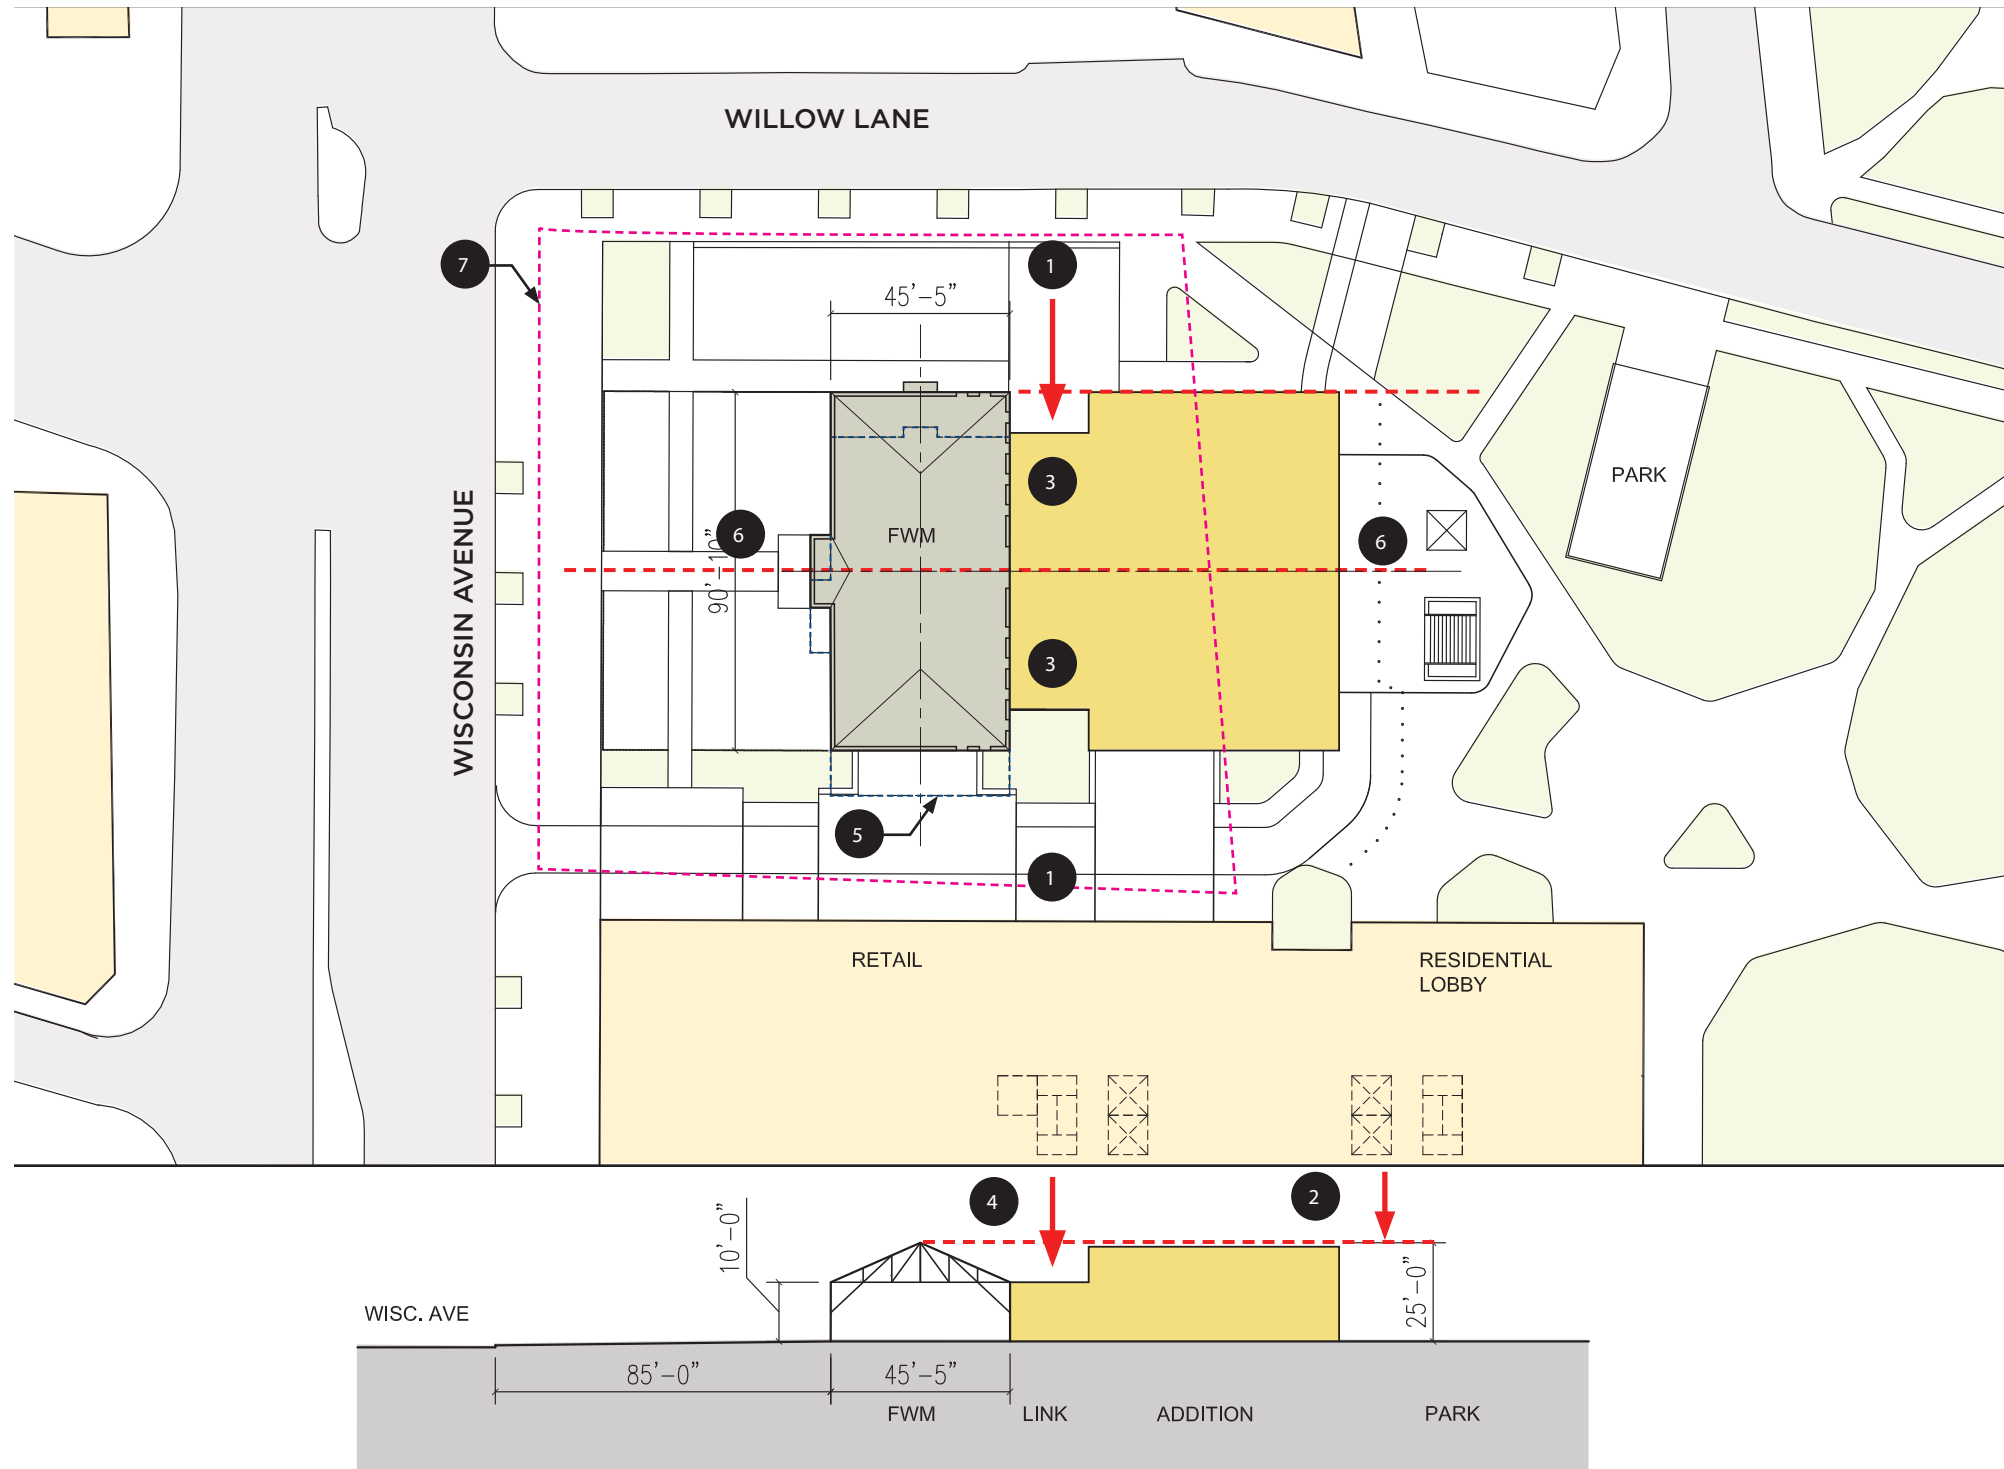 WILLOW LANE
7
1
45’-5”
WISCONSIN AVENUE
3
PARK
6
FWM
6
90’-10”
3
5
1
RETAIL
RESIDENTIAL
LOBBY
4
2
10’-0”
25’-0”
WISC. AVE
85’-0”
45’-5”
FWM
LINK
ADDITION
PARK